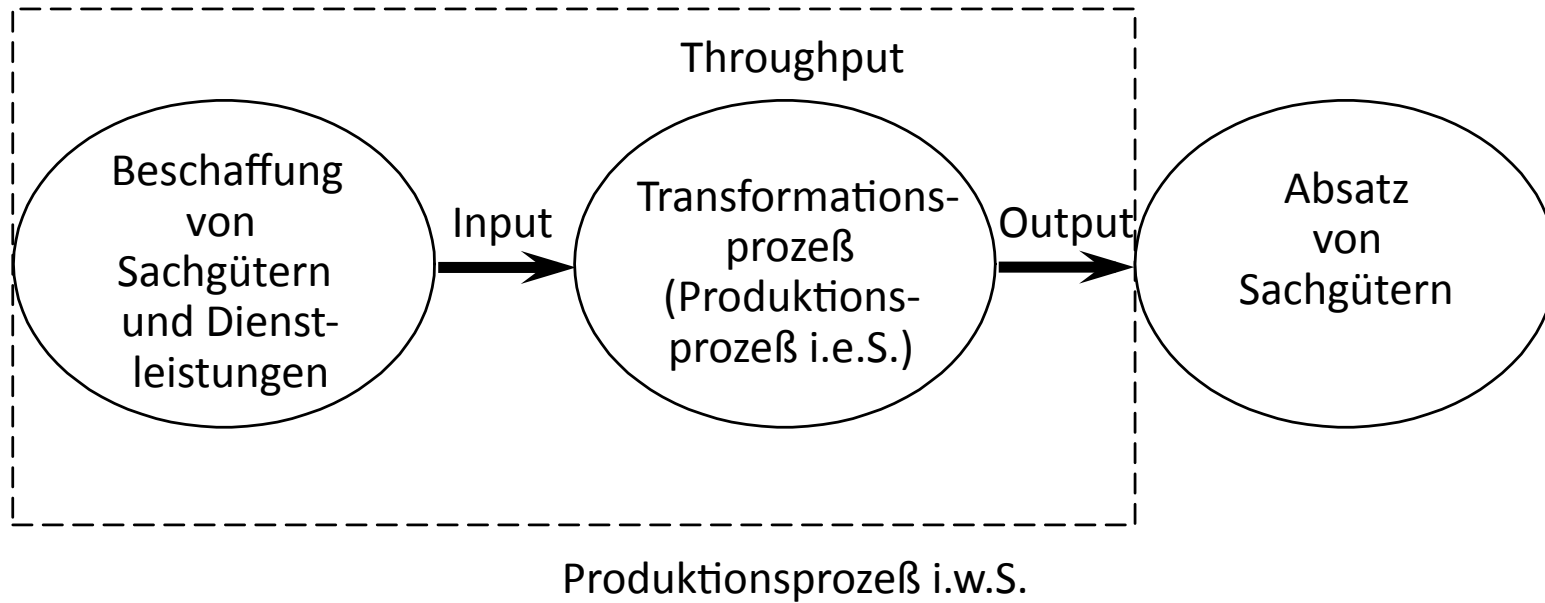 Throughput
Beschaffung
von
Sachgütern
und Dienst-
leistungen
Input
Transformations-
prozeß
(Produktions-
prozeß i.e.S.)
Output
Absatz
von
Sachgütern
Produktionsprozeß i.w.S.